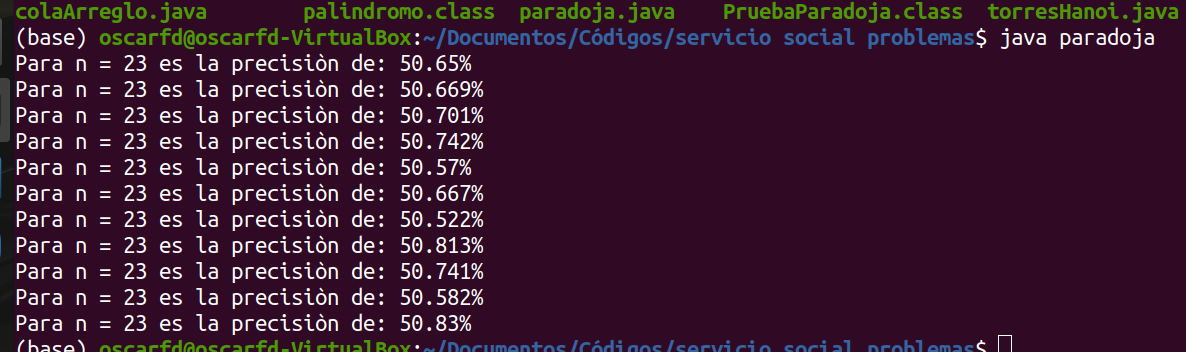 colaArreglo.java palindromo.class paradoja.java PruebaParadoja.class torresHanoi.java
(base) oscarfd@oscarfd-VirtualBox:~/Documentos/Códigos/servicio social problemas$ java paradoja
Para n = 23 es la precisiòn de: 50.65%
Para n = 23 es la precisiòn de: 50.669%
Para n = 23 es la precisiòn de: 50.701%
Para n = 23 es la precisiòn de: 50.742%
Para n = 23 es la precisiòn de: 50.57%
Para n = 23 es la precisiòn de: 50.667%
Para n = 23 es la precisiòn de: 50.522%
Para n = 23 es la precisiòn de: 50.813%
Para n = 23 es la precisiòn de: 50.741%
Para n = 23 es la precisiòn de: 50.582%
Para n = 23 es la precisiòn de: 50.83%
(base) oscarfd@oscarfd-VirtualBox:~/Documentos/Códigos/servicio social problemas$